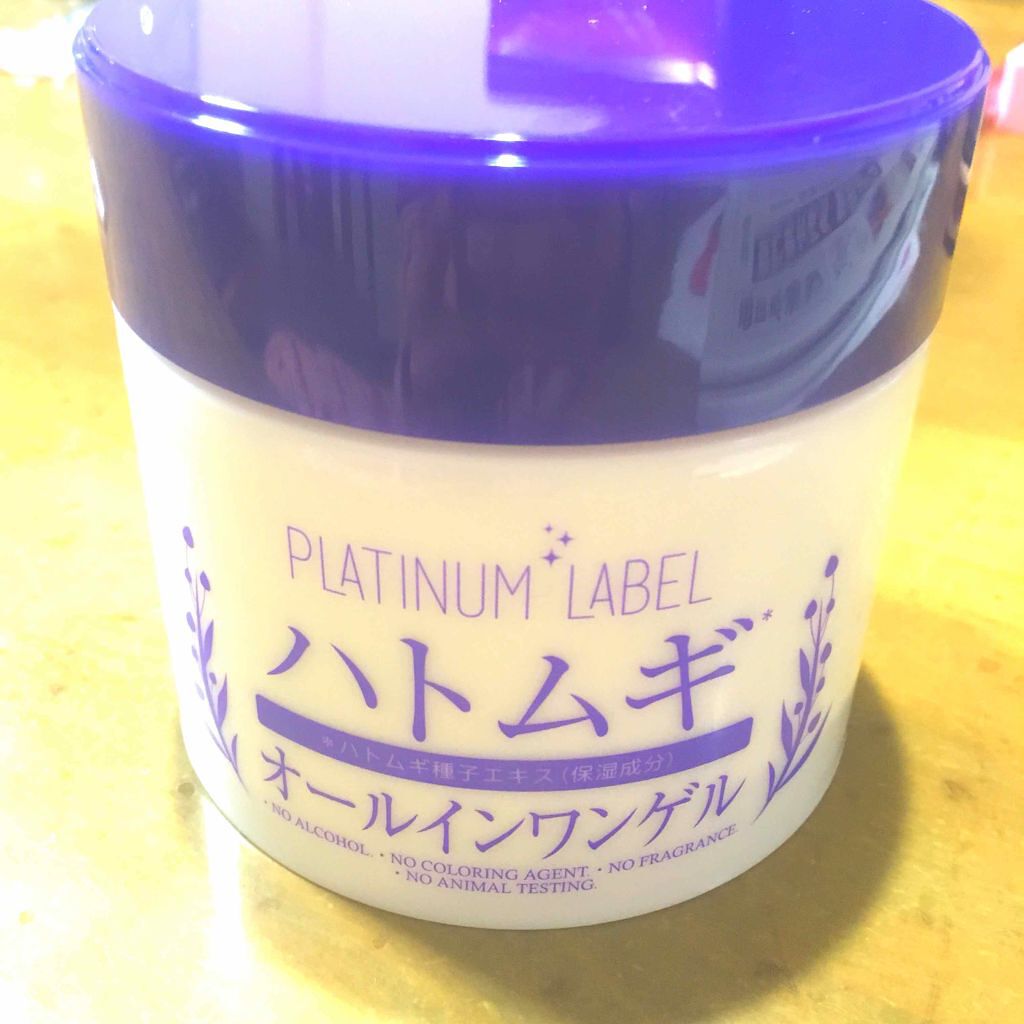 PLATINUM LABEL
ハトムギ*
*ハトムギ種子エキス(保湿成分)
オールインワンゲル
・NO ALCOHOL. ・NO COLORING AGENT. ・NO FRAGRANCE.
・NO ANIMAL TESTING.